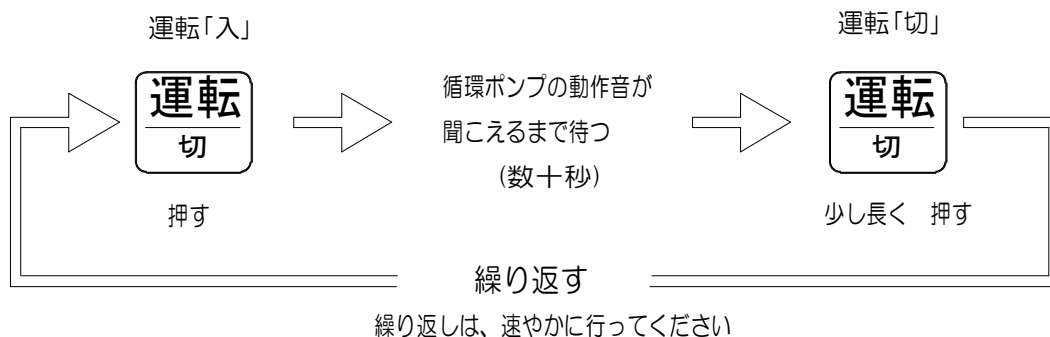 運転「入」
運転「切」
運転
切
循環ポンプの動作音が
聞こえるまで待つ
(数十秒)
運転
切
押す
少し長く　押す
繰り返す
繰り返しは、速やかに行ってください